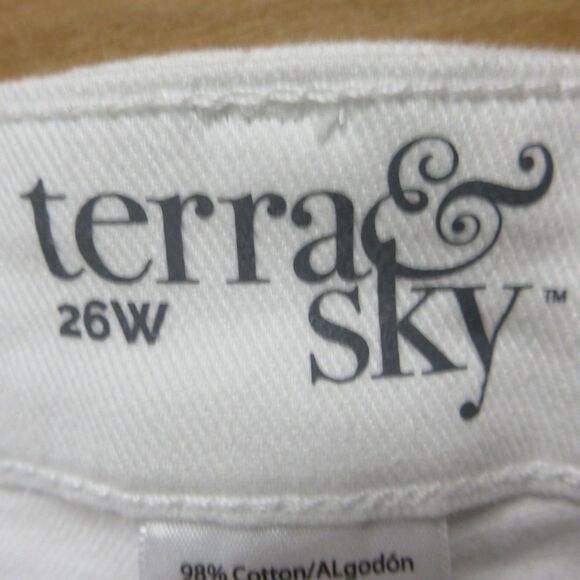 terra &
26W sky™
98% Cotton/ALgodón